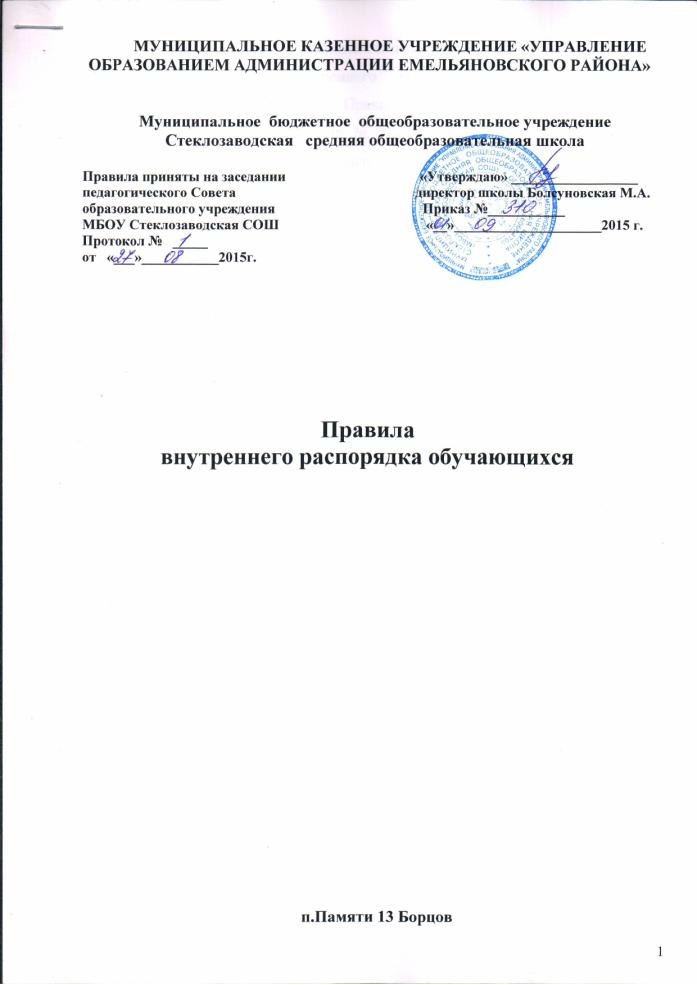 МУНИЦИПАЛЬНОЕ КАЗЕННОЕ УЧРЕЖДЕНИЕ «УПРАВЛЕНИЕ
ОБРАЗОВАНИЕМ АДМИНИСТРАЦИИ ЕМЕЛЬЯНОВСКОГО РАЙОНА»
Муниципальное бюджетное общеобразовательное учреждение
Стеклозаводская средняя общеобразовательная школа
Правила приняты на заседании
педагогического Совета
образовательного учреждения
МБОУ Стеклозаводская СОШ
Протокол № 1
от «27» 08 2015г.
«Утверждаю»
директор школы Болсуновская М.А.
Приказ № 310
«01» 09 2015 г.
Правила
внутреннего распорядка обучающихся
п.Памяти 13 Борцов
1